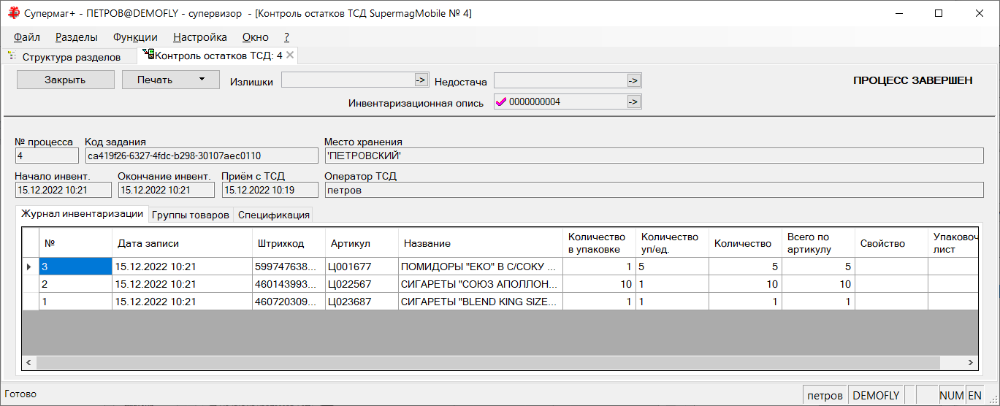 Супермаг+ - ПЕТРОВ@DEMOFLY - супервизор - [Контроль остатков ТСД SupermagMobile № 4]
Файл Разделы Функции Настройка Окно ?
Структура разделов Контроль остатков ТСД: 4
Закрыть Печать Излишки -> Недостача -> ПРОЦЕСС ЗАВЕРШЕН
Инвентаризационная опись 0000000004 ->
№ процесса Код задания Место хранения
4 ca419f26-6327-4fdc-b298-30107aec0110 'ПЕТРОВСКИЙ'
Начало инвент. Окончание инвент. Приём с ТСД Оператор ТСД
15.12.2022 10:21 15.12.2022 10:21 15.12.2022 10:19 петров
Журнал инвентаризации Группы товаров Спецификация
№ Дата записи Штрихкод Артикул Название Количество в упаковке Количество уп/ед. Количество Всего по артикулу Свойство Упаковоч лист
3 15.12.2022 10:21 599747638... Ц001677 ПОМИДОРЫ "ЕКО" В С/СОКУ ... 1 5 5 5
2 15.12.2022 10:21 460143993... Ц022567 СИГАРЕТЫ "СОЮЗ АПОЛЛОН... 10 1 10 10
1 15.12.2022 10:21 460720309... Ц023687 СИГАРЕТЫ "BLEND KING SIZE... 1 1 1 1
Готово петров DEMOFLY NUM EN